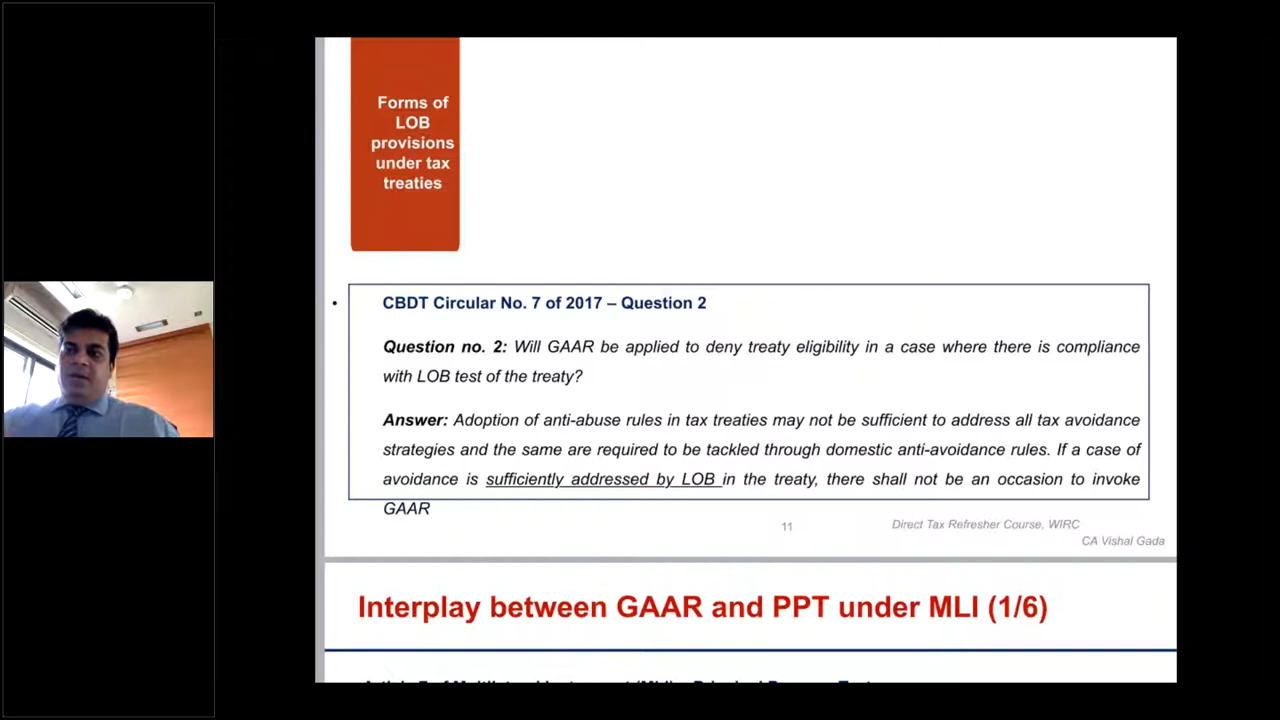 Forms of
LOB
provisions
under tax
treaties
• CBDT Circular No. 7 of 2017 – Question 2
Question no. 2: Will GAAR be applied to deny treaty eligibility in a case where there is compliance
with LOB test of the treaty?
Answer: Adoption of anti-abuse rules in tax treaties may not be sufficient to address all tax avoidance
strategies and the same are required to be tackled through domestic anti-avoidance rules. If a case of
avoidance is sufficiently addressed by LOB in the treaty, there shall not be an occasion to invoke
GAAR
11
Direct Tax Refresher Course, WIRC
CA Vishal Gada
Interplay between GAAR and PPT under MLI (1/6)